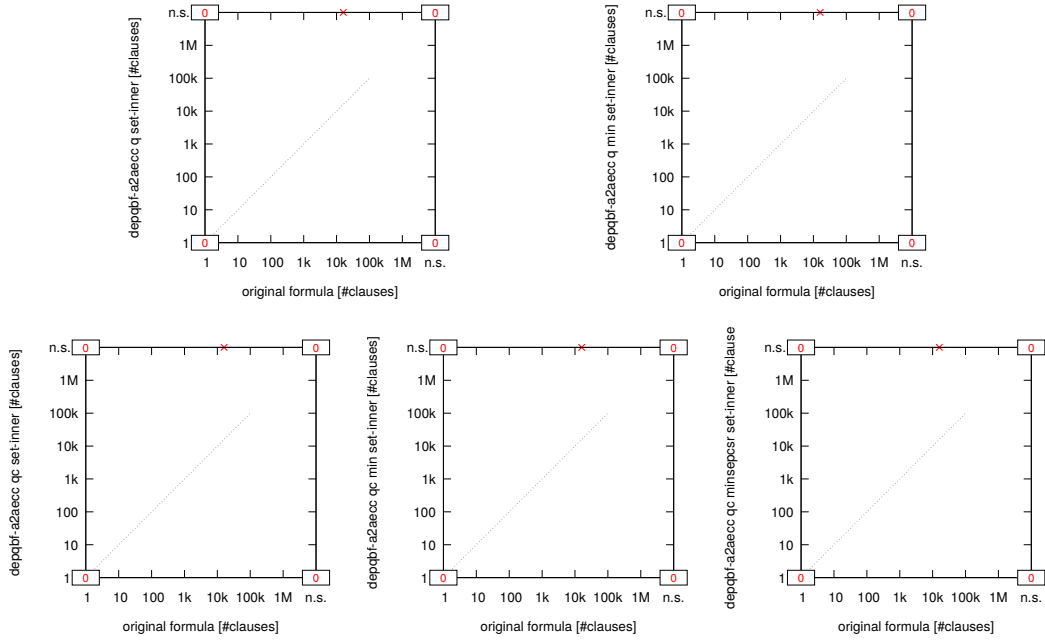 depqbf-a2aecc q set-inner [#clauses]
n.s. 0 0
1M
100k
10k
1k
100
10
1 0 0
1 10 100 1k 10k 100k 1M n.s.
original formula [#clauses]
depqbf-a2aecc q min set-inner [#clauses]
n.s. 0 0
1M
100k
10k
1k
100
10
1 0 0
1 10 100 1k 10k 100k 1M n.s.
original formula [#clauses]
depqbf-a2aecc qc set-inner [#clauses]
n.s. 0 0
1M
100k
10k
1k
100
10
1 0 0
1 10 100 1k 10k 100k 1M n.s.
original formula [#clauses]
depqbf-a2aecc qc min set-inner [#clauses]
n.s. 0 0
1M
100k
10k
1k
100
10
1 0 0
1 10 100 1k 10k 100k 1M n.s.
original formula [#clauses]
depqbf-a2aecc qc minsepcsr set-inner [#clause
n.s. 0 0
1M
100k
10k
1k
100
10
1 0 0
1 10 100 1k 10k 100k 1M n.s.
original formula [#clauses]